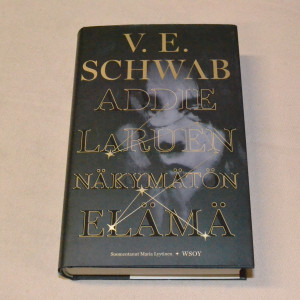 V. E.
SCHWAB
ADDIE
LARUEN
NÄKYMÄTÖN
ELÄMÄ
Suomentanut Maria Lyytinen ✦ WSOY